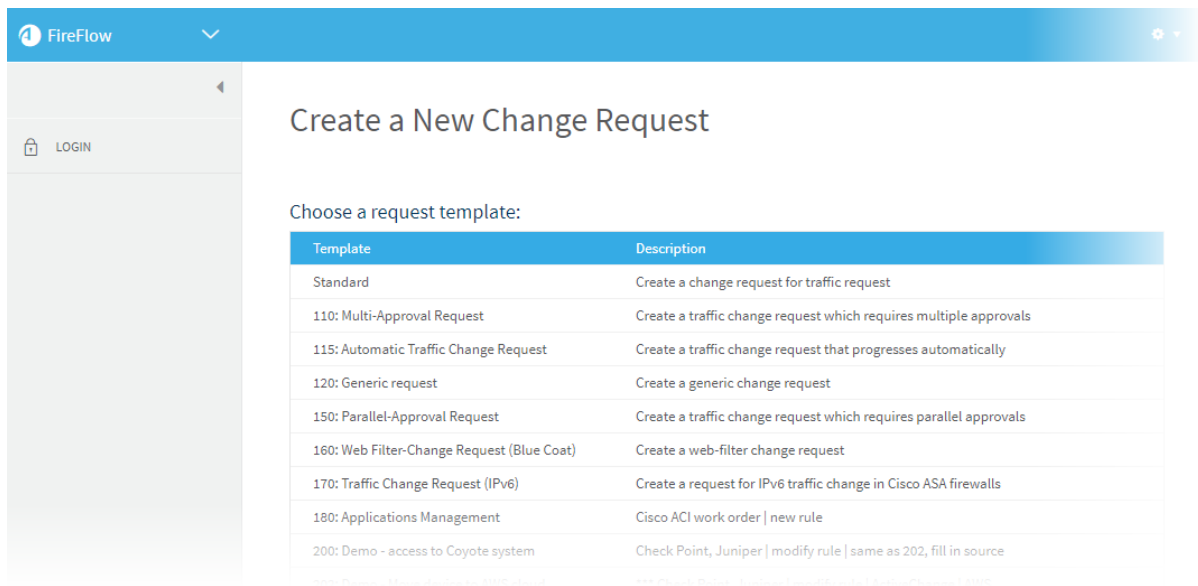 FireFlow
LOGIN
Create a New Change Request
Choose a request template:
Template Description
Standard Create a change request for traffic request
110: Multi-Approval Request Create a traffic change request which requires multiple approvals
115: Automatic Traffic Change Request Create a traffic change request that progresses automatically
120: Generic request Create a generic change request
150: Parallel-Approval Request Create a traffic change request which requires parallel approvals
160: Web Filter-Change Request (Blue Coat) Create a web-filter change request
170: Traffic Change Request (IPv6) Create a request for IPv6 traffic change in Cisco ASA firewalls
180: Applications Management Cisco ACI work order | new rule
200: Demo - access to Coyote system Check Point, Juniper | modify rule | same as 202, fill in source